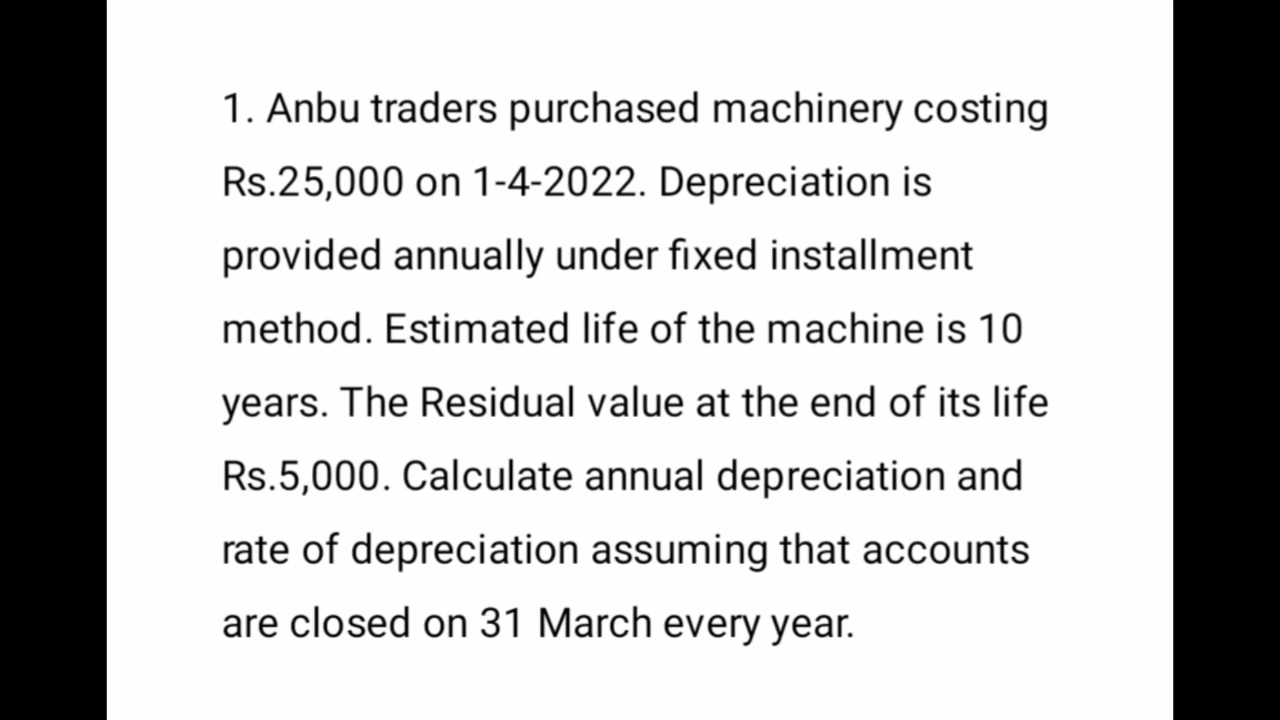 1. Anbu traders purchased machinery costing
Rs.25,000 on 1-4-2022. Depreciation is
provided annually under fixed installment
method. Estimated life of the machine is 10
years. The Residual value at the end of its life
Rs.5,000. Calculate annual depreciation and
rate of depreciation assuming that accounts
are closed on 31 March every year.